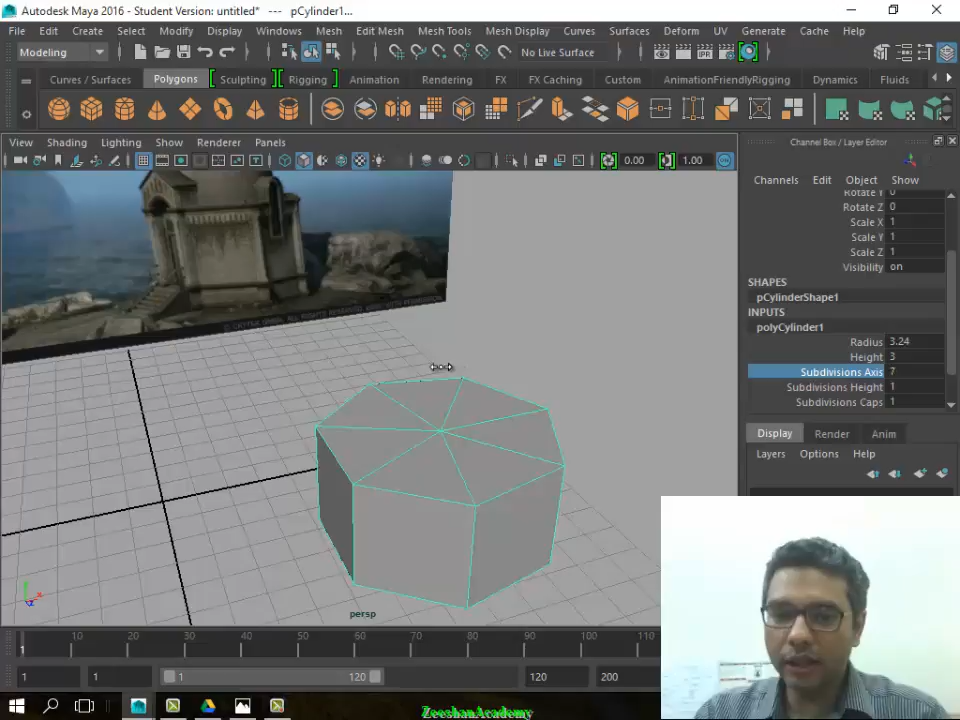 Autodesk Maya 2016 - Student Version: untitled* --- pCylinder1...
File Edit Create Select Modify Display Windows Mesh Edit Mesh Mesh Tools Mesh Display Curves Surfaces Deform UV Generate Cache Help
Modeling No Live Surface
Curves / Surfaces Polygons Sculpting Rigging Animation Rendering FX FX Caching Custom AnimationFriendlyRigging Dynamics Fluids
View Shading Lighting Show Renderer Panels
0.00 1.00
Channel Box / Layer Editor
Channels Edit Object Show
Rotate Y 0
Rotate Z 0
Scale X 1
Scale Y 1
Scale Z 1
Visibility on
SHAPES
pCylinderShape1
INPUTS
polyCylinder1
Radius 3.24
Height 3
Subdivisions Axis 7
Subdivisions Height 1
Subdivisions Caps 1
Display Render Anim
Layers Options Help
persp
1 10 20 30 40 50 60 70 80 90 100 110
1 1 1 120 120 200
ZeeshanAcademy